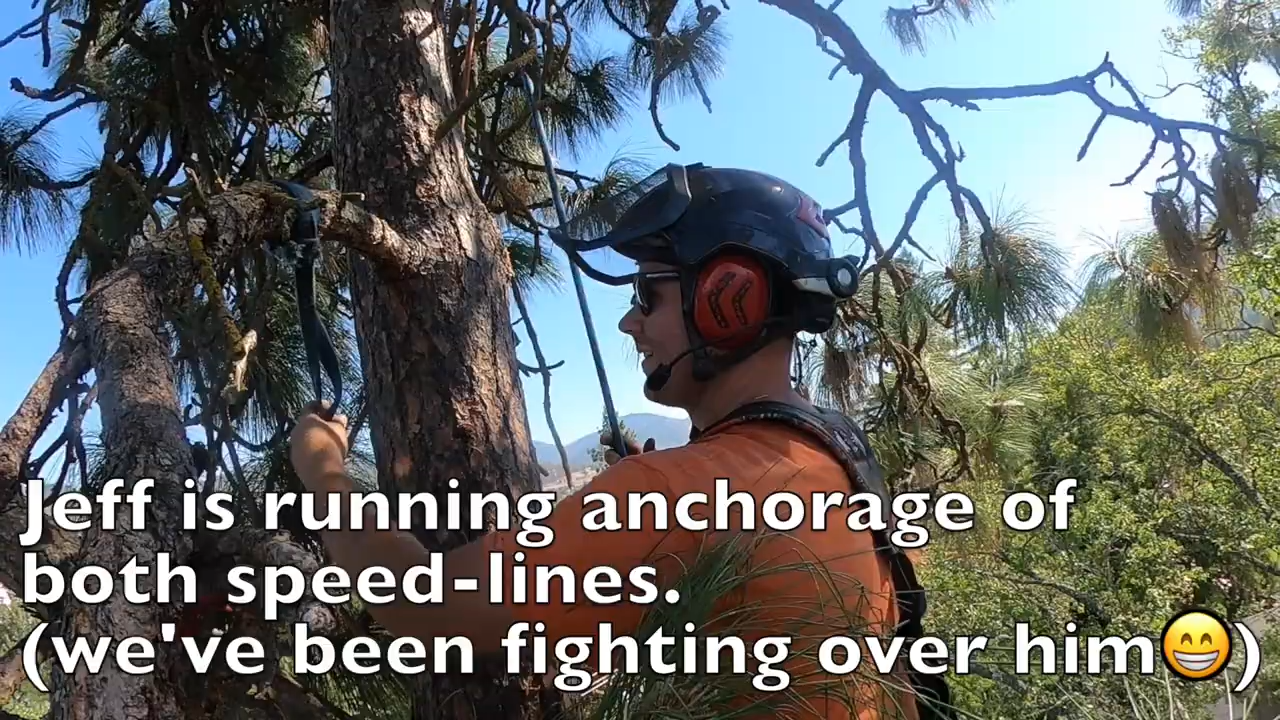 Jeff is running anchorage of
both speed-lines.
(we've been fighting over him😁)